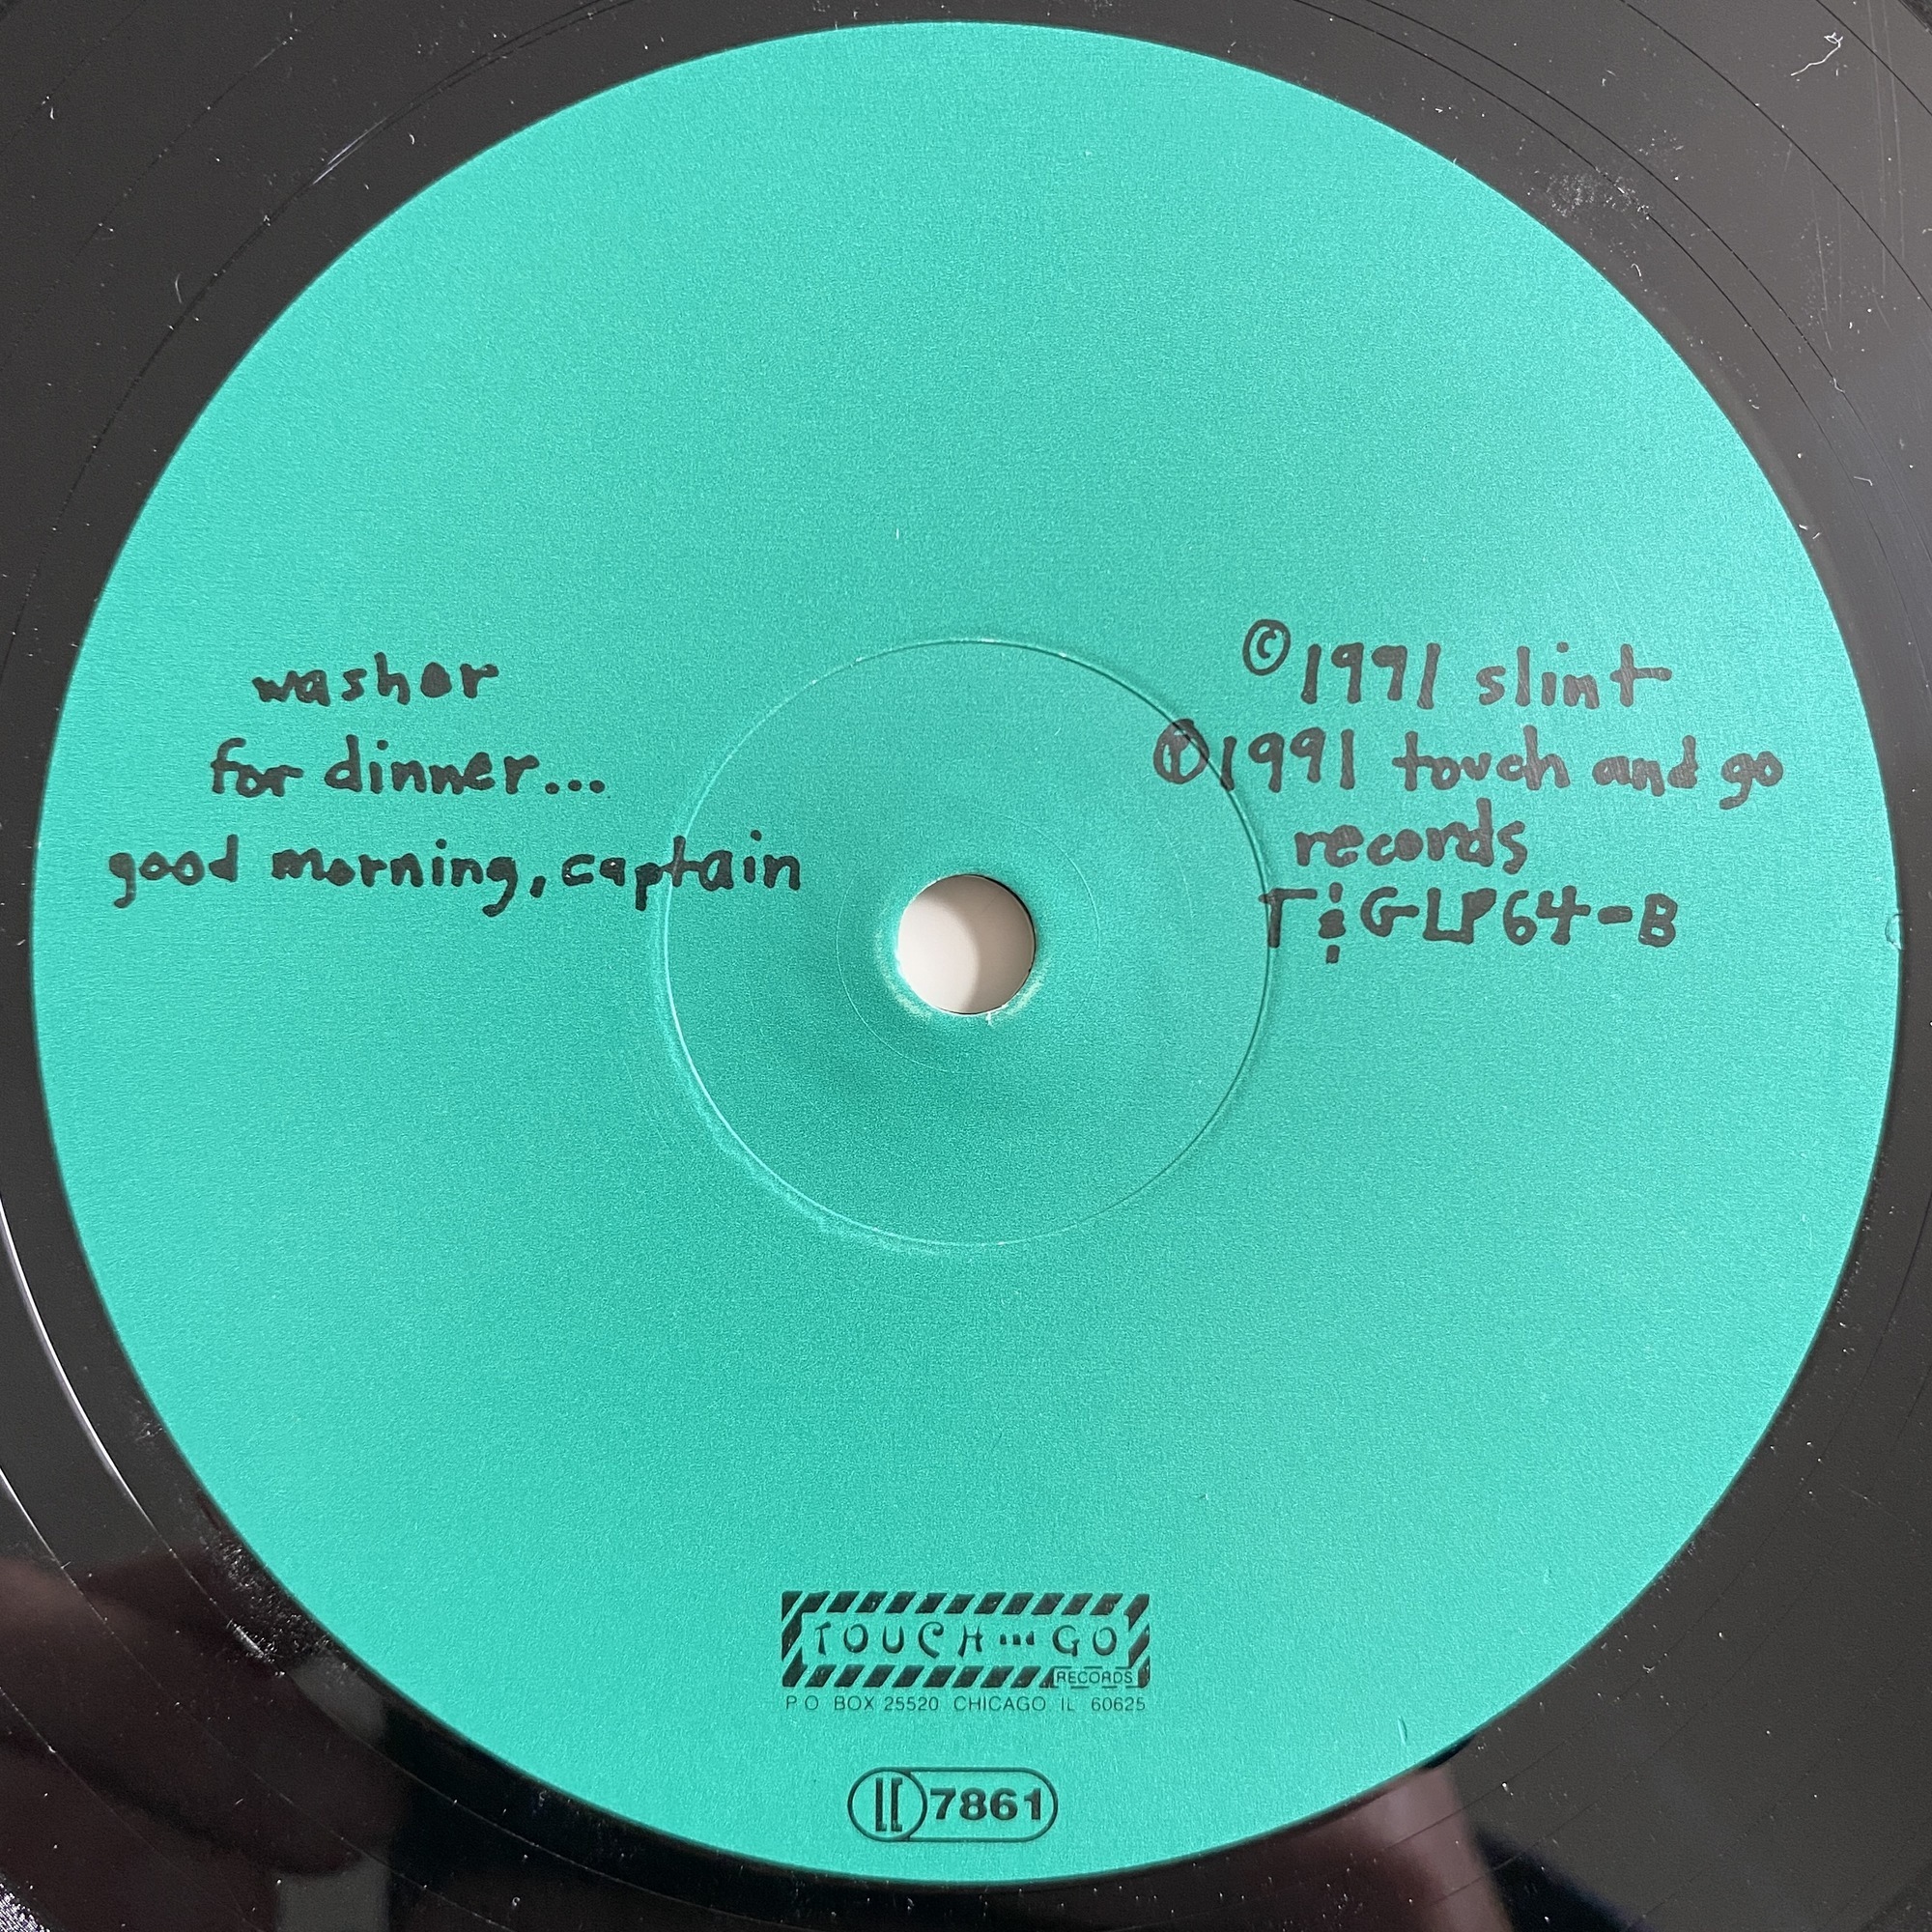 washer
for dinner...
good morning, captain
©1991 slint
℗1991 touch and go
records
T&GLP64-B
TOUCH and GO
RECORDS
P O BOX 25520 CHICAGO IL 60625
LC 7861